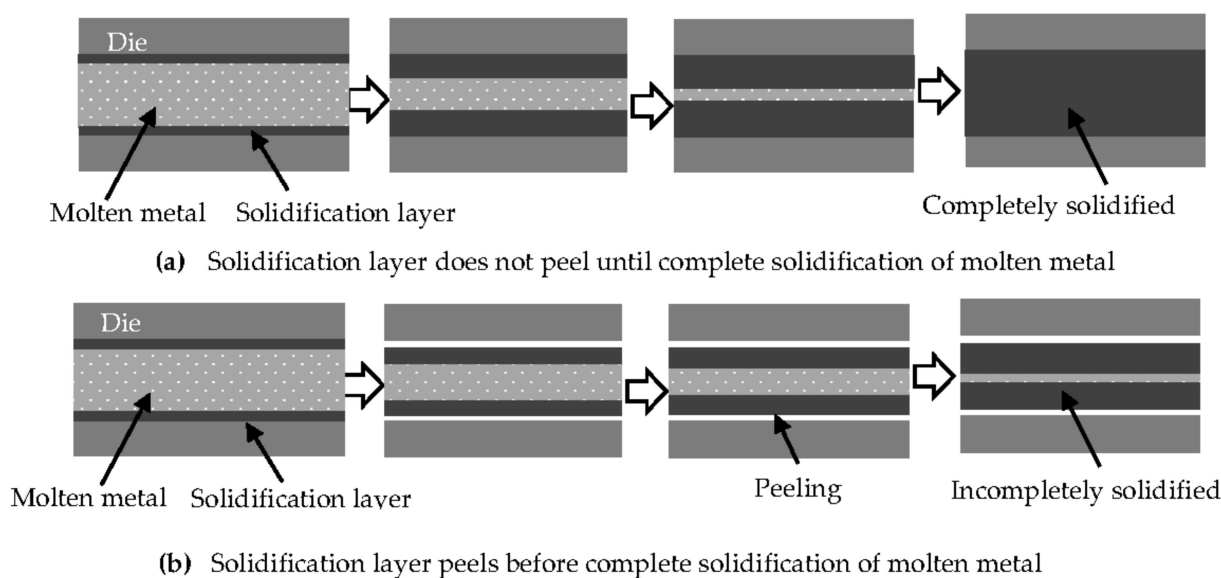 Die
Molten metal
Solidification layer
Completely solidified
(a) Solidification layer does not peel until complete solidification of molten metal
Die
Molten metal
Solidification layer
Peeling
Incompletely solidified
(b) Solidification layer peels before complete solidification of molten metal